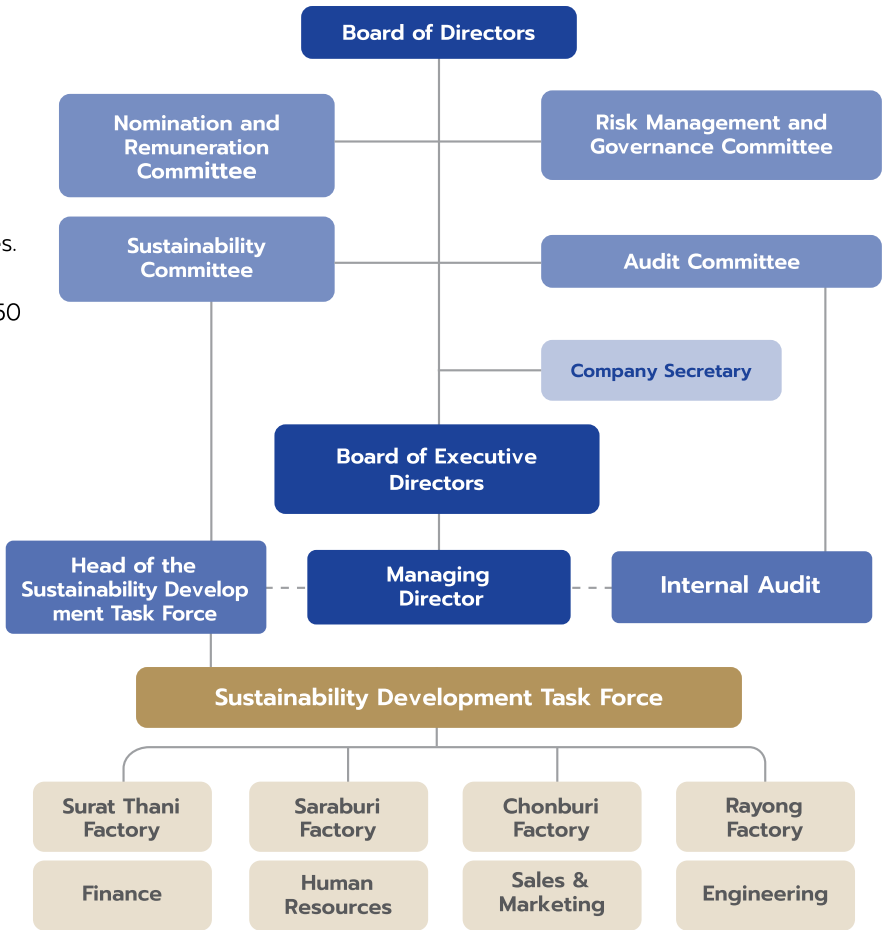 Board of Directors
Nomination and
Remuneration
Committee
Risk Management and
Governance Committee
Sustainability
Committee
Audit Committee
Company Secretary
Board of Executive
Directors
Head of the
Sustainability Develop
ment Task Force
Managing
Director
Internal Audit
Sustainability Development Task Force
Surat Thani
Factory
Saraburi
Factory
Chonburi
Factory
Rayong
Factory
Finance
Human
Resources
Sales &
Marketing
Engineering